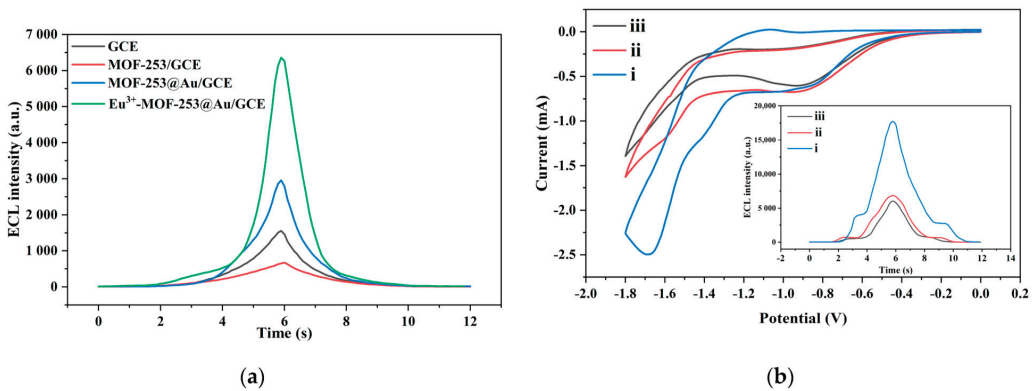 GCE
MOF-253/GCE
MOF-253@Au/GCE
Eu³⁺-MOF-253@Au/GCE
ECL intensity (a.u.)
7 000
6 000
5 000
4 000
3 000
2 000
1 000
0
0 2 4 6 8 10 12
Time (s)
(a)
iii
ii
i
Current (mA)
0.0
-0.5
-1.0
-1.5
-2.0
-2.5
-2.0 -1.8 -1.6 -1.4 -1.2 -1.0 -0.8 -0.6 -0.4 -0.2 0.0 0.2
Potential (V)
iii
ii
i
ECL intensity (a.u.)
20,000
15,000
10,000
5 000
0
-2 0 2 4 6 8 10 12 14
Time (s)
(b)